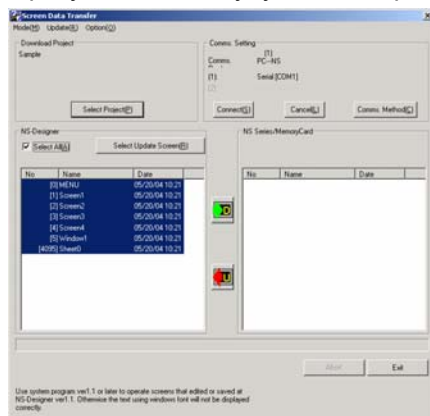 Screen Data Transfer
Mode(M) Update(R) Option(O)
Download Project
Sample
Select Project(P)
Comms. Setting
(1)
Comms. PC--NS
(1) Serial [COM1]
Connect(S) Cancel(L) Comms. Method(C)
NS-Designer
Select All(A) Select Update Screen(R)
No Name Date
[0] MENU 05/20/04 10:21
[1] Screen1 05/20/04 10:21
[2] Screen2 05/20/04 10:21
[3] Screen3 05/20/04 10:21
[4] Screen4 05/20/04 10:21
[5] Window1 05/20/04 10:21
[4095] Sheet0 05/20/04 10:21
D
U
NS Series/MemoryCard
No Name Date
Abort Exit
Use system program ver1.1 or later to operate screens that edited or saved at
NS-Designer ver1.1. Otherwise the text using windows font will not be displayed
correctly.